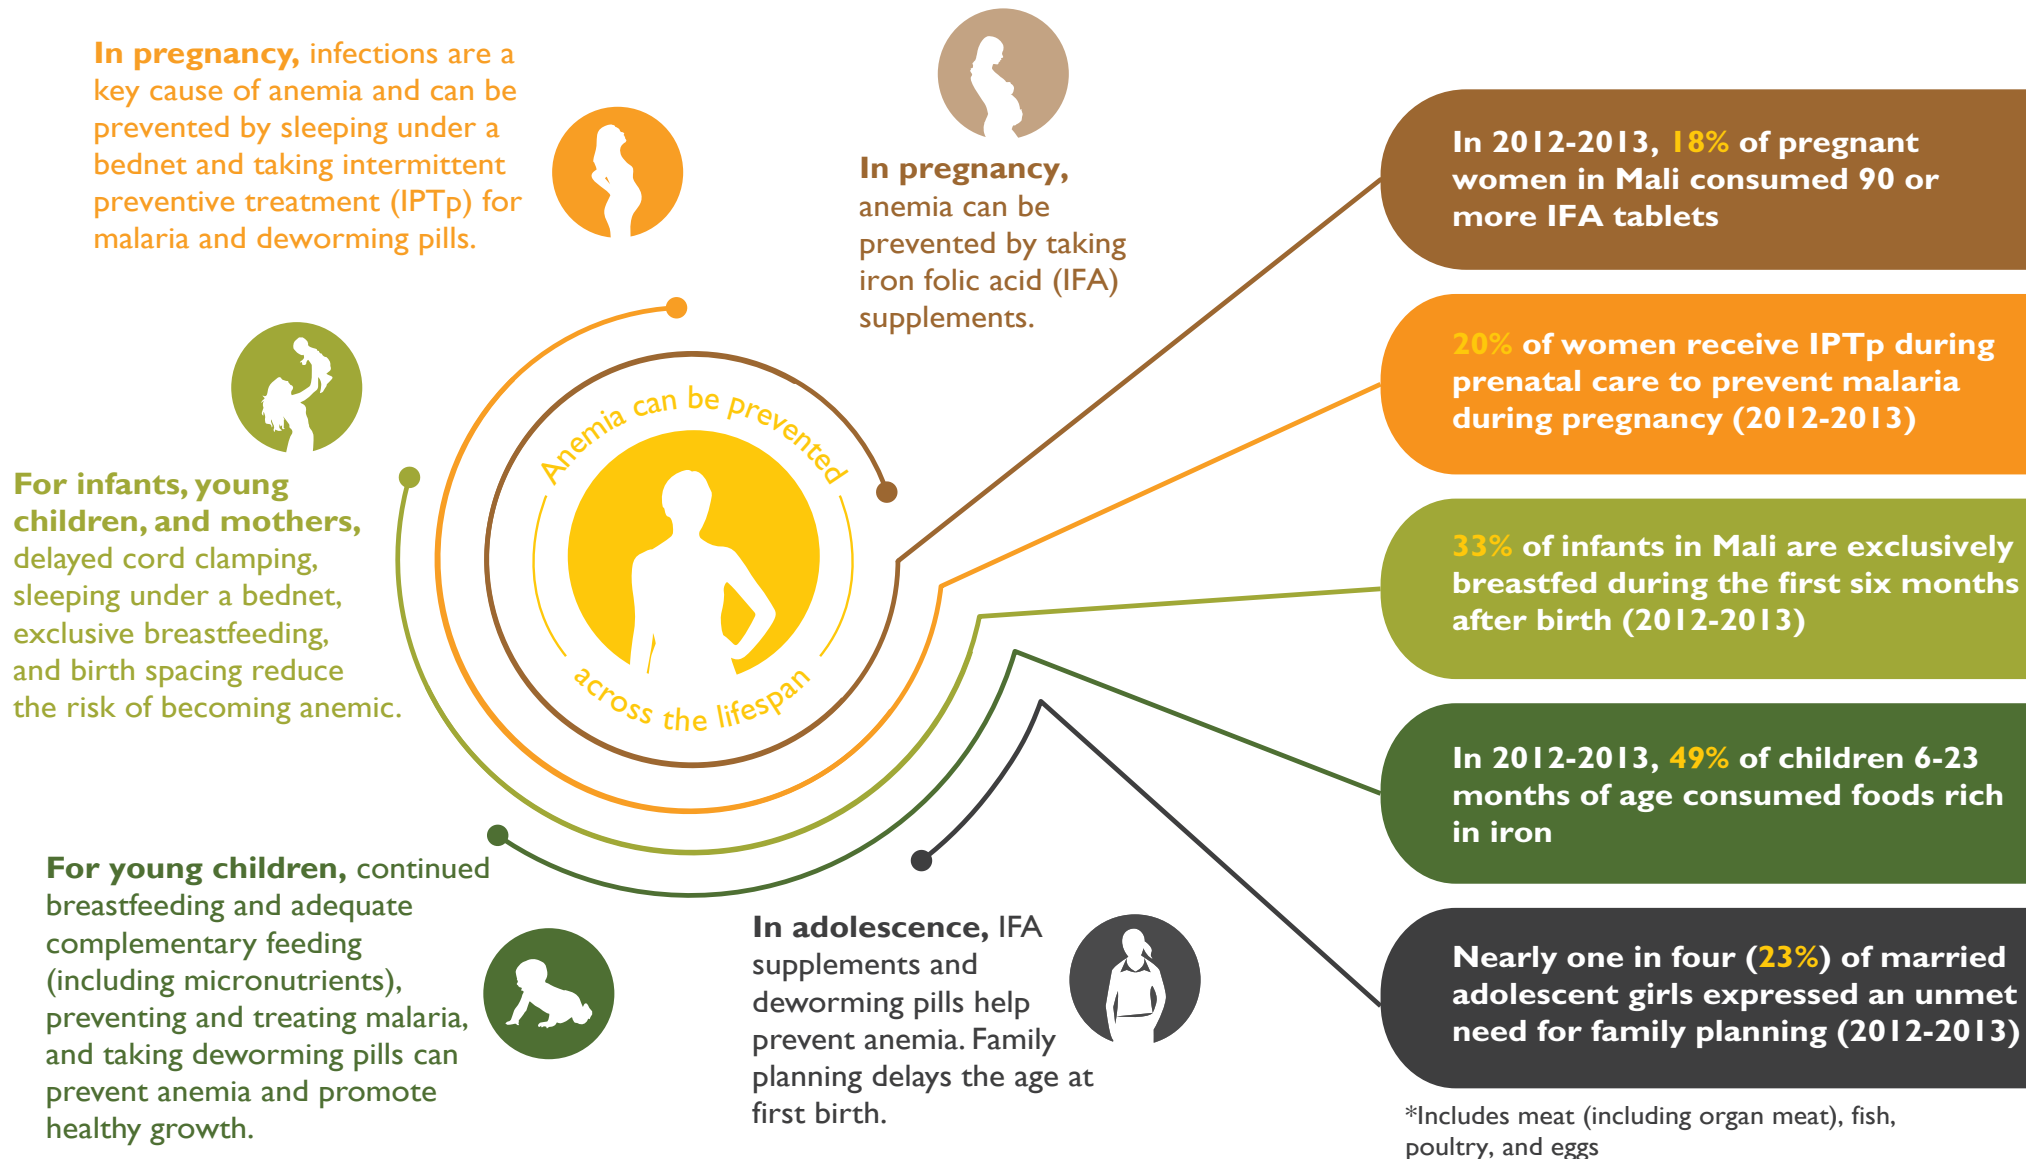 In pregnancy, infections are a
key cause of anemia and can be
prevented by sleeping under a
bednet and taking intermittent
preventive treatment (IPTp) for
malaria and deworming pills.
In pregnancy,
anemia can be
prevented by taking
iron folic acid (IFA)
supplements.
For infants, young
children, and mothers,
delayed cord clamping,
sleeping under a bednet,
exclusive breastfeeding,
and birth spacing reduce
the risk of becoming anemic.
Anemia can be prevented
across the lifespan
For young children, continued
breastfeeding and adequate
complementary feeding
(including micronutrients),
preventing and treating malaria,
and taking deworming pills can
prevent anemia and promote
healthy growth.
In adolescence, IFA
supplements and
deworming pills help
prevent anemia. Family
planning delays the age at
first birth.
In 2012-2013, 18% of pregnant
women in Mali consumed 90 or
more IFA tablets
20% of women receive IPTp during
prenatal care to prevent malaria
during pregnancy (2012-2013)
33% of infants in Mali are exclusively
breastfed during the first six months
after birth (2012-2013)
In 2012-2013, 49% of children 6-23
months of age consumed foods rich
in iron
Nearly one in four (23%) of married
adolescent girls expressed an unmet
need for family planning (2012-2013)
*Includes meat (including organ meat), fish,
poultry, and eggs